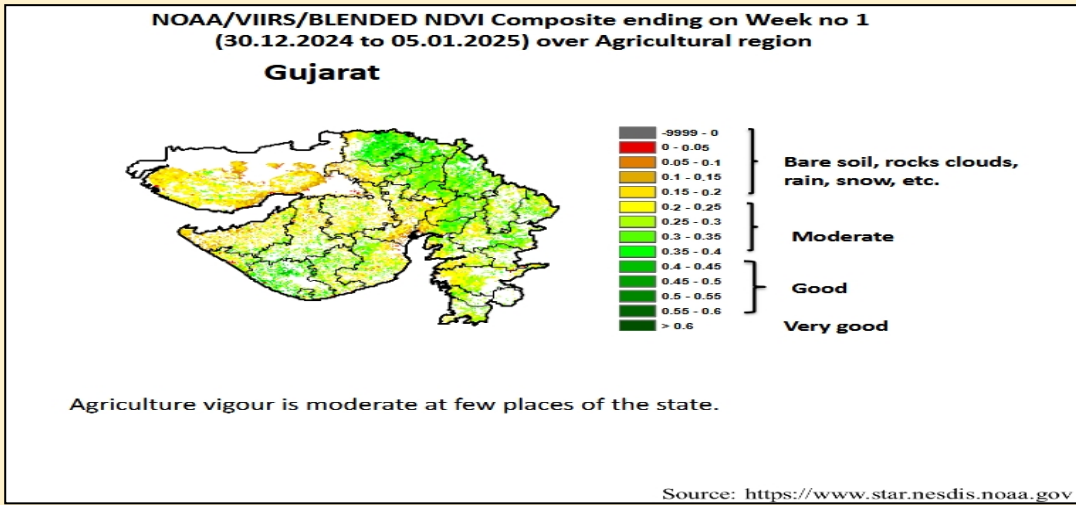 NOAA/VIIRS/BLENDED NDVI Composite ending on Week no 1
(30.12.2024 to 05.01.2025) over Agricultural region
Gujarat
-9999 - 0
0 - 0.05
0.05 - 0.1
0.1 - 0.15
0.15 - 0.2
0.2 - 0.25
0.25 - 0.3
0.3 - 0.35
0.35 - 0.4
0.4 - 0.45
0.45 - 0.5
0.5 - 0.55
0.55 - 0.6
> 0.6
Bare soil, rocks clouds,
rain, snow, etc.
Moderate
Good
Very good
Agriculture vigour is moderate at few places of the state.
Source: https://www.star.nesdis.noaa.gov